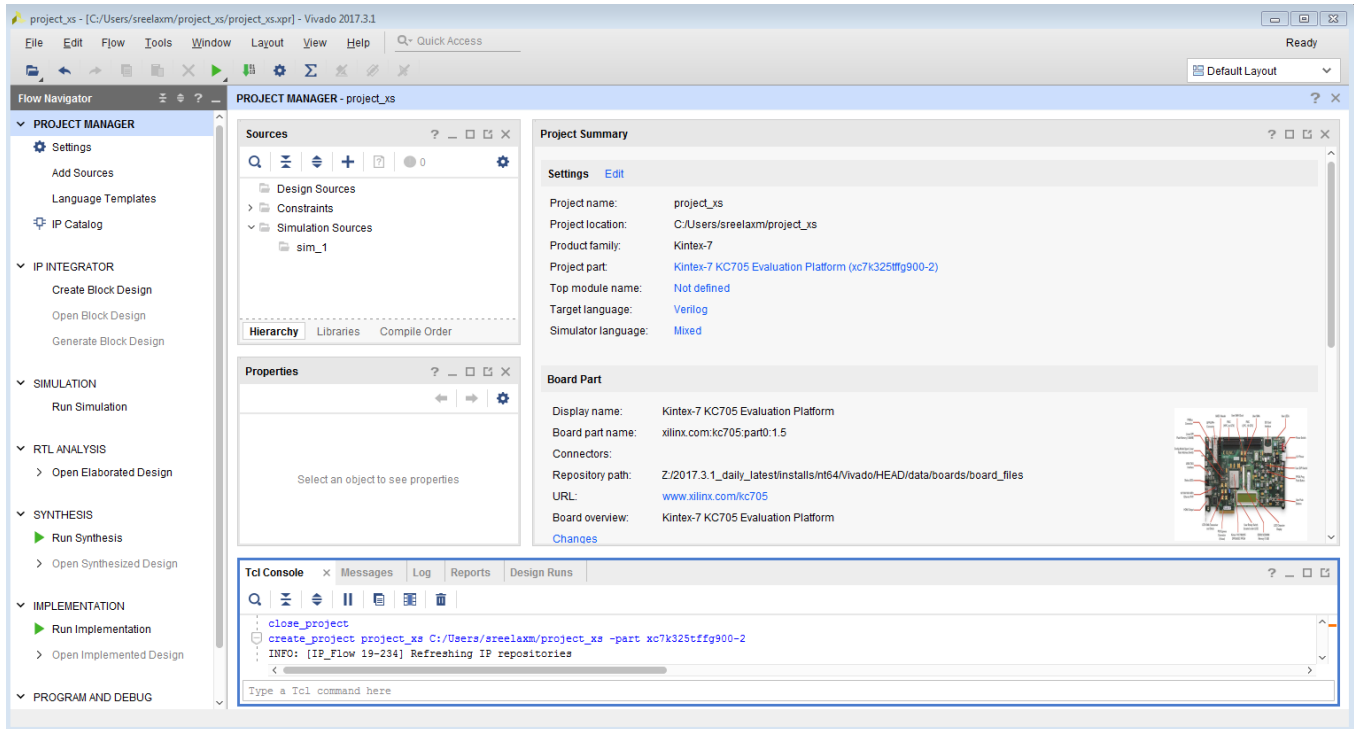 project_xs - [C:/Users/sreelaxm/project_xs/project_xs.xpr] - Vivado 2017.3.1
File Edit Flow Tools Window Layout View Help Quick Access Ready
Default Layout
Flow Navigator
PROJECT MANAGER
Settings
Add Sources
Language Templates
IP Catalog
IP INTEGRATOR
Create Block Design
Open Block Design
Generate Block Design
SIMULATION
Run Simulation
RTL ANALYSIS
Open Elaborated Design
SYNTHESIS
Run Synthesis
Open Synthesized Design
IMPLEMENTATION
Run Implementation
Open Implemented Design
PROGRAM AND DEBUG
PROJECT MANAGER - project_xs
Sources
0
Design Sources
Constraints
Simulation Sources
sim_1
Hierarchy Libraries Compile Order
Properties
Select an object to see properties
Project Summary
Settings Edit
Project name: project_xs
Project location: C:/Users/sreelaxm/project_xs
Product family: Kintex-7
Project part: Kintex-7 KC705 Evaluation Platform (xc7k325tffg900-2)
Top module name: Not defined
Target language: Verilog
Simulator language: Mixed
Board Part
Display name: Kintex-7 KC705 Evaluation Platform
Board part name: xilinx.com:kc705:part0:1.5
Connectors:
Repository path: Z:/2017.3.1_daily_latest/installs/nt64/Vivado/HEAD/data/boards/board_files
URL: www.xilinx.com/kc705
Board overview: Kintex-7 KC705 Evaluation Platform
Changes
Tcl Console Messages Log Reports Design Runs
close_project
create_project project_xs C:/Users/sreelaxm/project_xs -part xc7k325tffg900-2
INFO: [IP_Flow 19-234] Refreshing IP repositories
Type a Tcl command here